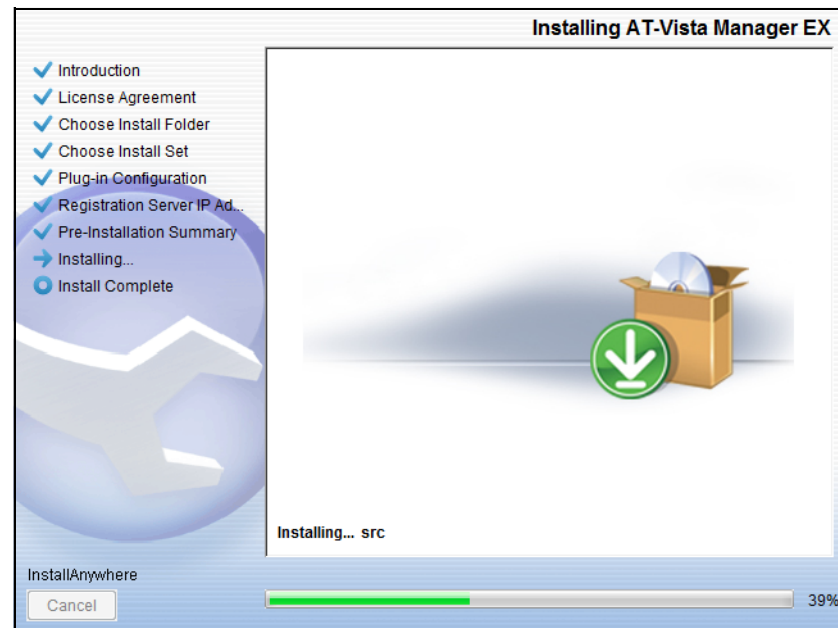 Installing AT-Vista Manager EX
Introduction
License Agreement
Choose Install Folder
Choose Install Set
Plug-in Configuration
Registration Server IP Ad...
Pre-Installation Summary
Installing...
Install Complete
Installing... src
InstallAnywhere
Cancel
39%